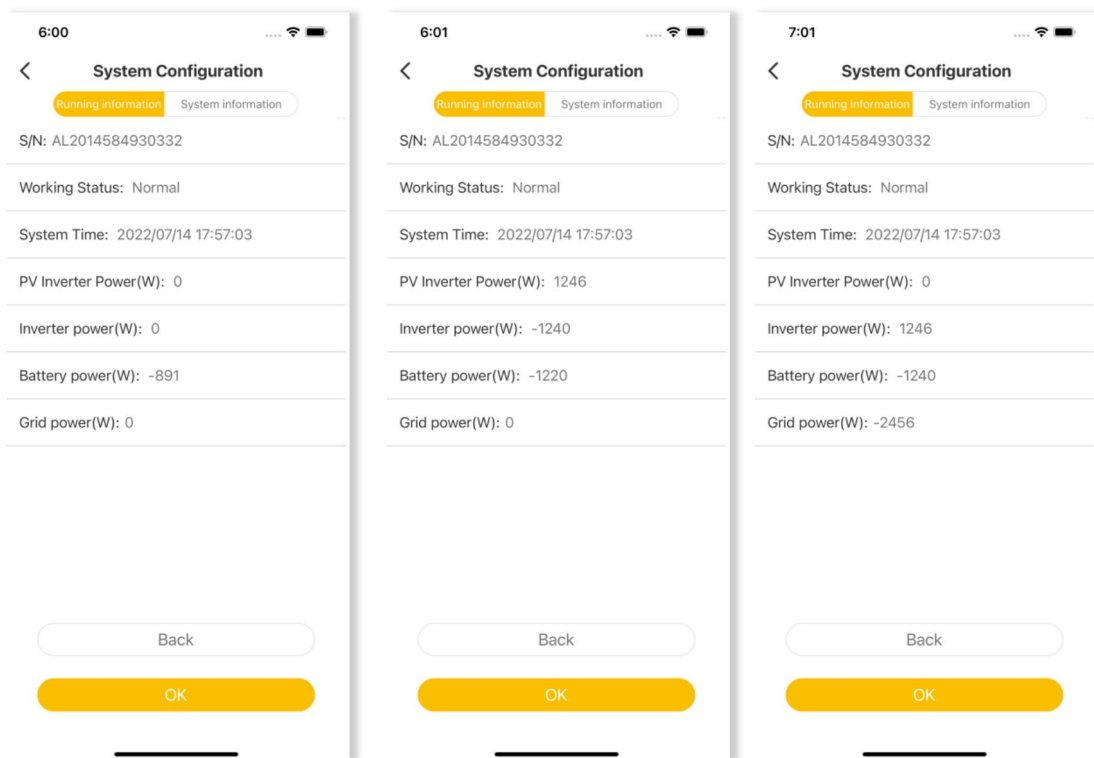 6:00
System Configuration
Running information System information
S/N: AL2014584930332
Working Status: Normal
System Time: 2022/07/14 17:57:03
PV Inverter Power(W): 0
Inverter power(W): 0
Battery power(W): -891
Grid power(W): 0
Back
OK
6:01
System Configuration
Running information System information
S/N: AL2014584930332
Working Status: Normal
System Time: 2022/07/14 17:57:03
PV Inverter Power(W): 1246
Inverter power(W): -1240
Battery power(W): -1220
Grid power(W): 0
Back
OK
7:01
System Configuration
Running information System information
S/N: AL2014584930332
Working Status: Normal
System Time: 2022/07/14 17:57:03
PV Inverter Power(W): 0
Inverter power(W): 1246
Battery power(W): -1240
Grid power(W): -2456
Back
OK